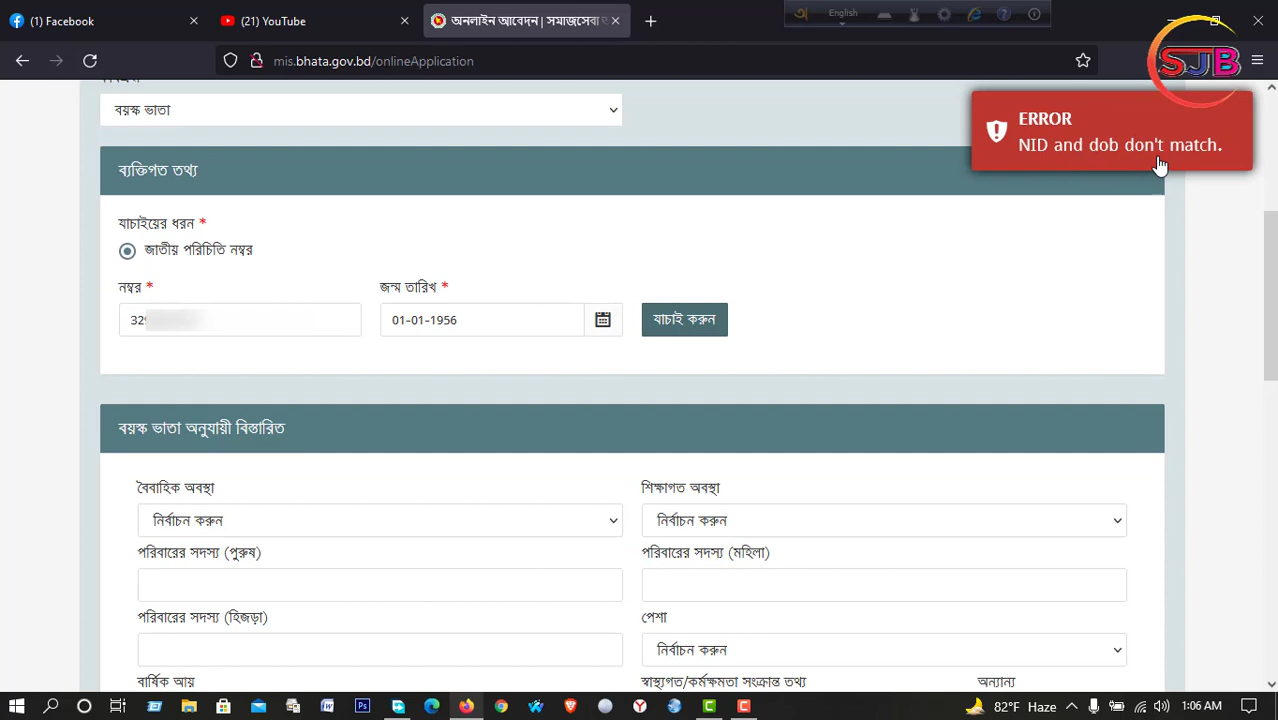 (1) Facebook
(21) YouTube
অনলাইন আবেদন | সমাজসেবা
English
mis.bhata.gov.bd/onlineApplication
SJB
বয়স্ক ভাতা
ERROR
NID and dob don't match.
ব্যক্তিগত তথ্য
যাচাইয়ের ধরন *
জাতীয় পরিচিতি নম্বর
নম্বর *
জন্ম তারিখ *
32
01-01-1956
যাচাই করুন
বয়স্ক ভাতা অনুযায়ী বিস্তারিত
বৈবাহিক অবস্থা
শিক্ষাগত অবস্থা
নির্বাচন করুন
নির্বাচন করুন
পরিবারের সদস্য (পুরুষ)
পরিবারের সদস্য (মহিলা)
পরিবারের সদস্য (হিজড়া)
পেশা
নির্বাচন করুন
বার্ষিক আয়
স্বাস্থ্যগত/কর্মক্ষমতা সংক্রান্ত তথ্য
অন্যান্য
82°F Haze
1:06 AM